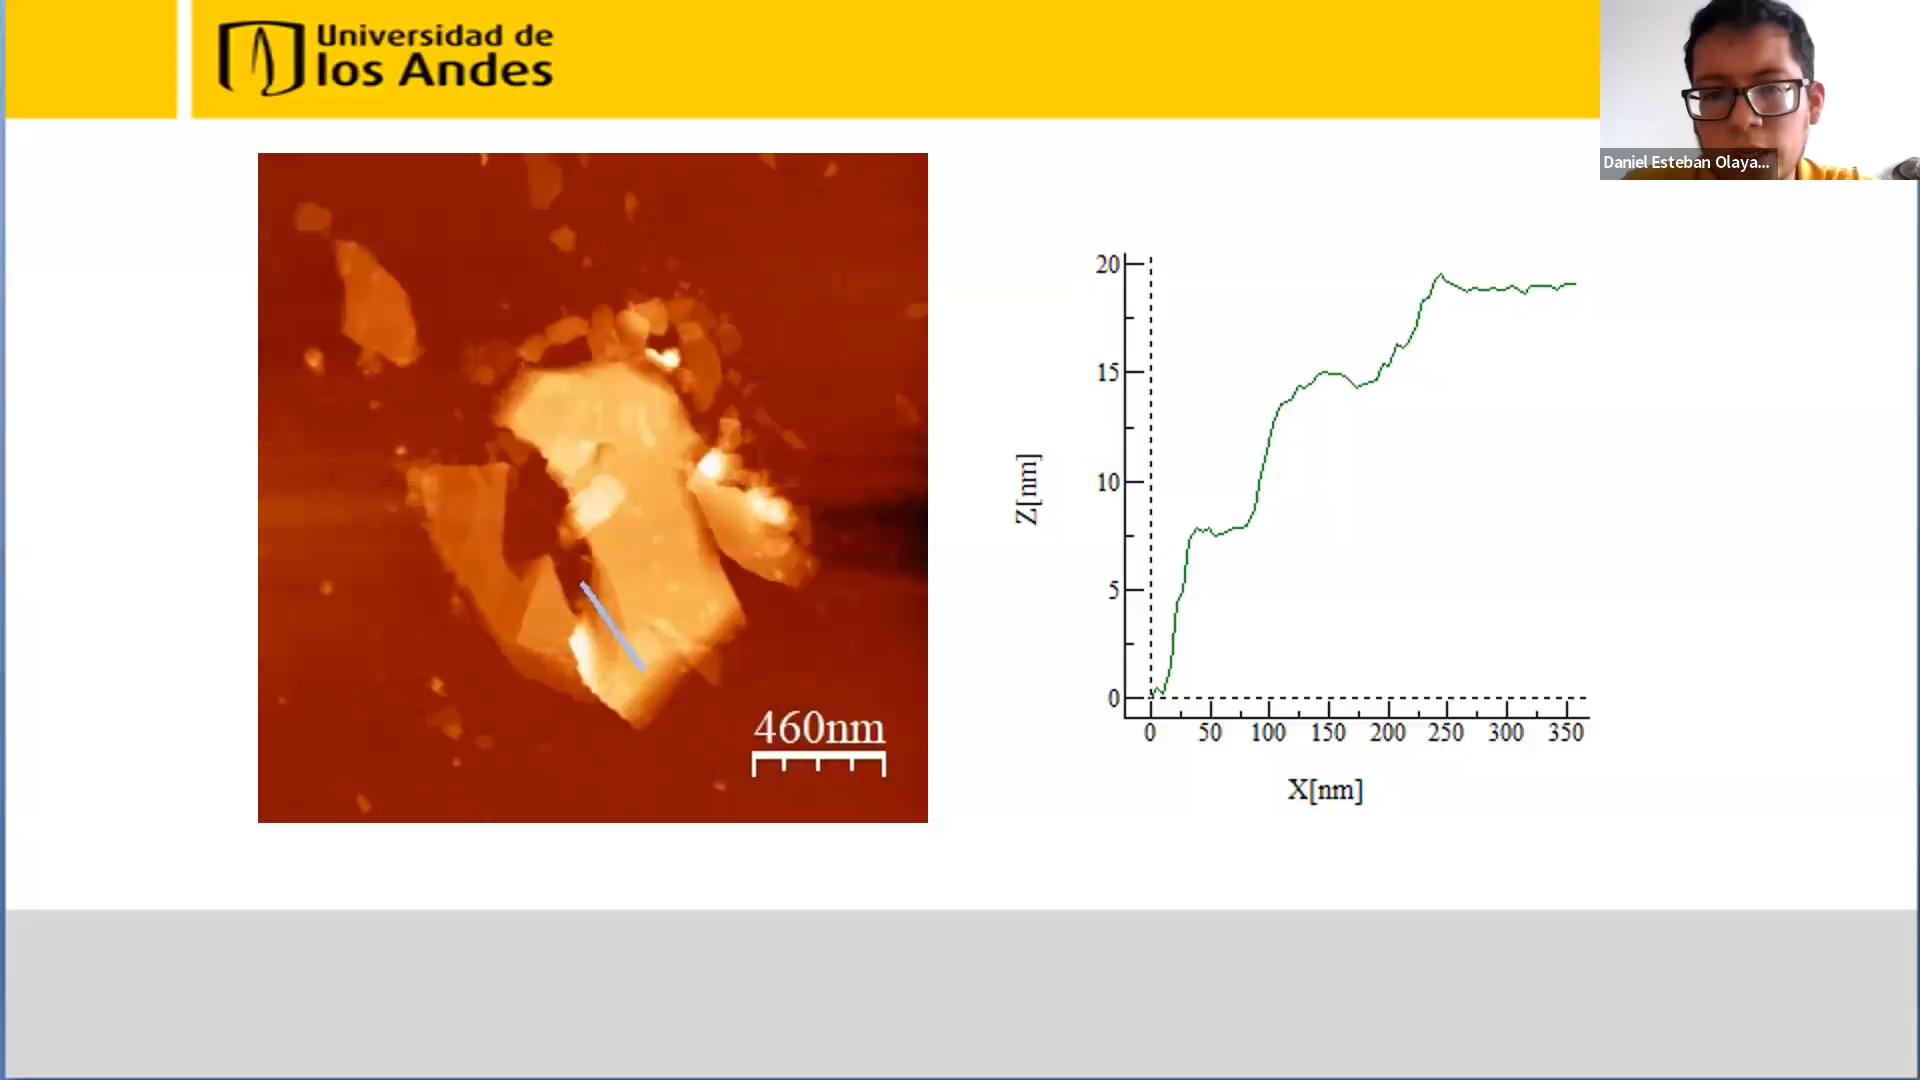 Universidad de
los Andes
Daniel Esteban Olaya...
460nm
20
15
10
5
0
Z[nm]
0 50 100 150 200 250 300 350
X[nm]